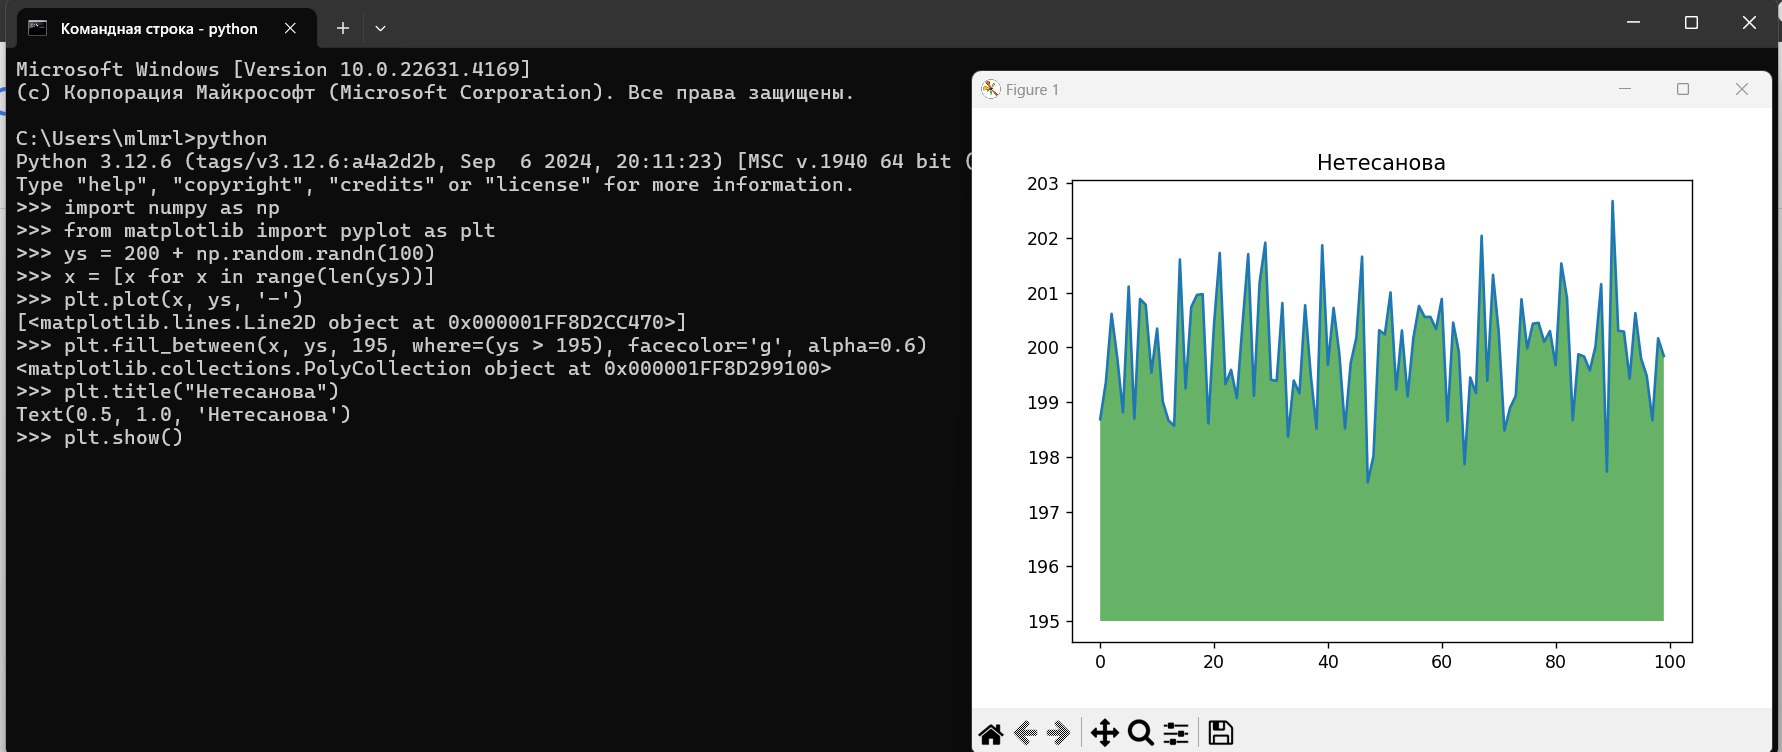 Командная строка - python
Microsoft Windows [Version 10.0.22631.4169]
(c) Корпорация Майкрософт (Microsoft Corporation). Все права защищены.
C:\Users\mlmrl>python
Python 3.12.6 (tags/v3.12.6:a4a2d2b, Sep  6 2024, 20:11:23) [MSC v.1940 64 bit (
Type "help", "copyright", "credits" or "license" for more information.
>>> import numpy as np
>>> from matplotlib import pyplot as plt
>>> ys = 200 + np.random.randn(100)
>>> x = [x for x in range(len(ys))]
>>> plt.plot(x, ys, '-')
[<matplotlib.lines.Line2D object at 0x000001FF8D2CC470>]
>>> plt.fill_between(x, ys, 195, where=(ys > 195), facecolor='g', alpha=0.6)
<matplotlib.collections.PolyCollection object at 0x000001FF8D299100>
>>> plt.title("Нетесанова")
Text(0.5, 1.0, 'Нетесанова')
>>> plt.show()
Figure 1
Нетесанова
203
202
201
200
199
198
197
196
195
0 20 40 60 80 100